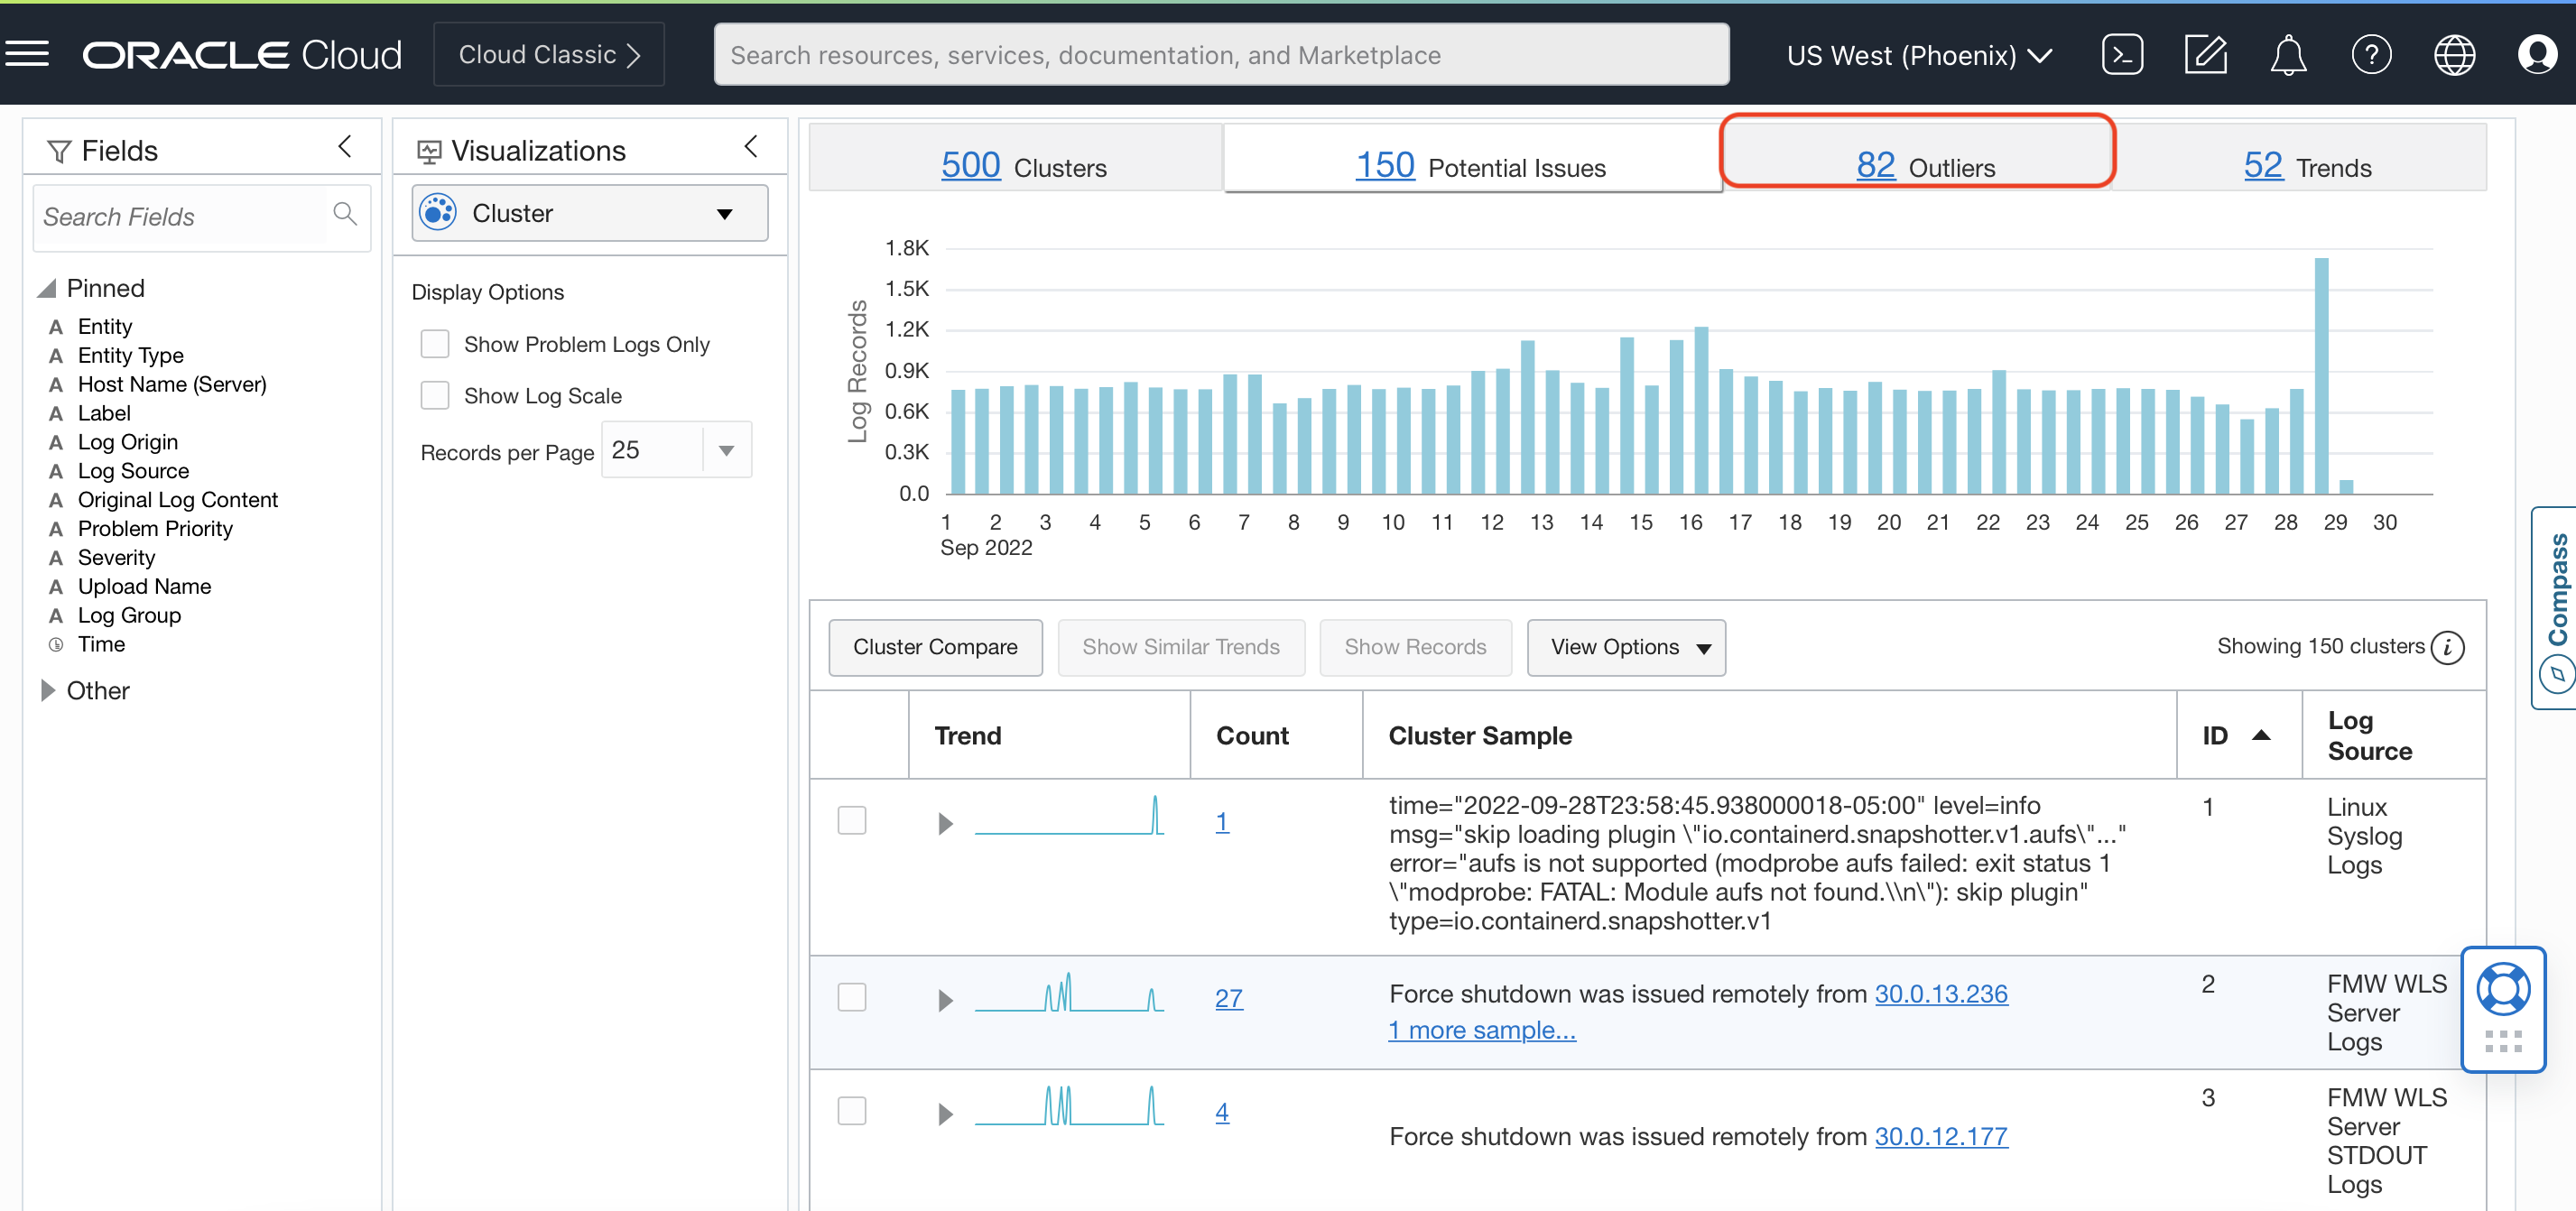 ORACLE Cloud
Cloud Classic
Search resources, services, documentation, and Marketplace
US West (Phoenix)
Fields
Search Fields
Pinned
A Entity
A Entity Type
A Host Name (Server)
A Label
A Log Origin
A Log Source
A Original Log Content
A Problem Priority
A Severity
A Upload Name
A Log Group
Time
Other
Visualizations
Cluster
Display Options
Show Problem Logs Only
Show Log Scale
Records per Page 25
500 Clusters
150 Potential Issues
82 Outliers
52 Trends
Log Records
1.8K
1.5K
1.2K
0.9K
0.6K
0.3K
0.0
1 2 3 4 5 6 7 8 9 10 11 12 13 14 15 16 17 18 19 20 21 22 23 24 25 26 27 28 29 30
Sep 2022
Cluster Compare
Show Similar Trends
Show Records
View Options
Showing 150 clusters i
Trend
Count
Cluster Sample
ID
Log
Source
1
time="2022-09-28T23:58:45.938000018-05:00" level=info
msg="skip loading plugin \"io.containerd.snapshotter.v1.aufs\"..."
error="aufs is not supported (modprobe aufs failed: exit status 1
\"modprobe: FATAL: Module aufs not found.\\n\"): skip plugin"
type=io.containerd.snapshotter.v1
1
Linux
Syslog
Logs
27
Force shutdown was issued remotely from 30.0.13.236
1 more sample...
2
FMW WLS
Server
Logs
4
Force shutdown was issued remotely from 30.0.12.177
3
FMW WLS
Server
STDOUT
Logs
Compass